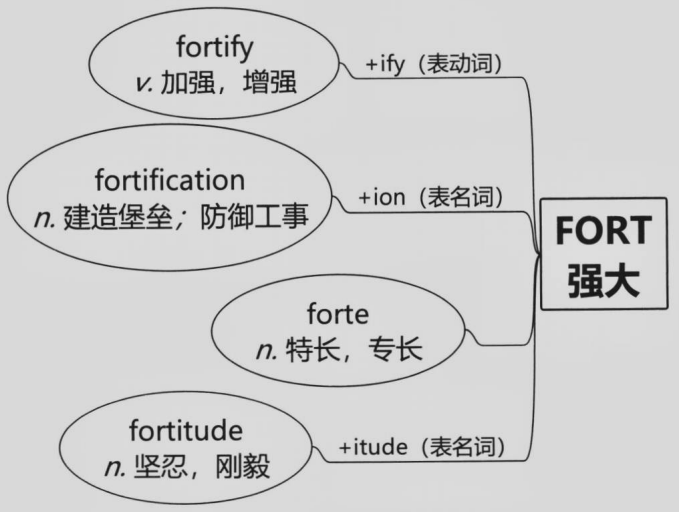 fortify
v. 加强，增强
+ify（表动词）
fortification
n. 建造堡垒；防御工事
+ion（表名词）
FORT
强大
forte
n. 特长，专长
fortitude
n. 坚忍，刚毅
+itude（表名词）